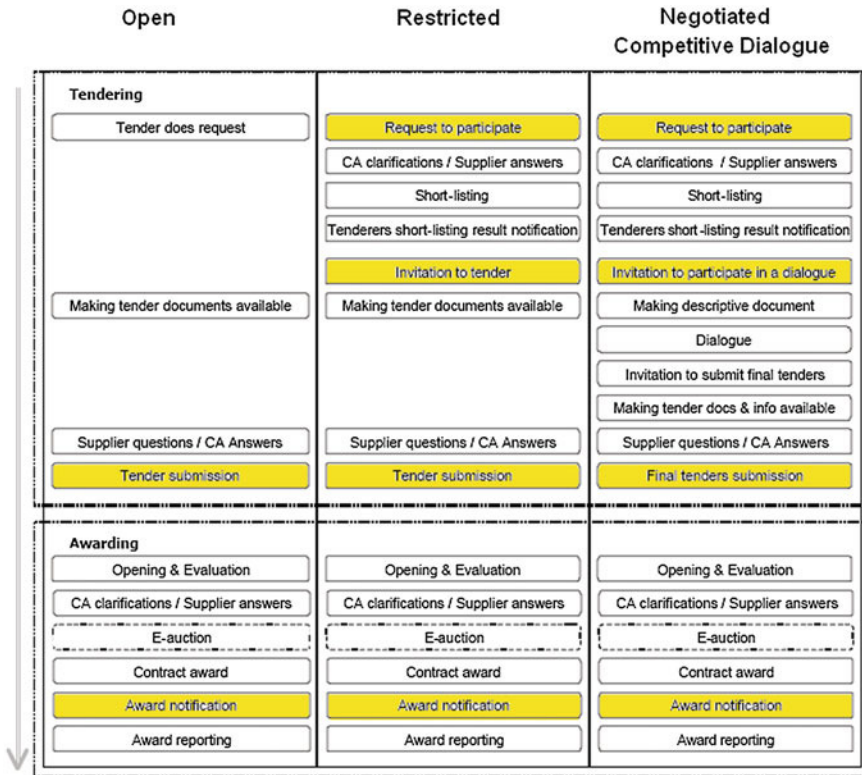 Open
Restricted
Negotiated
Competitive Dialogue
Tendering
Tender does request
Request to participate
Request to participate
CA clarifications / Supplier answers
CA clarifications / Supplier answers
Short-listing
Short-listing
Tenderers short-listing result notification
Tenderers short-listing result notification
Invitation to tender
Invitation to participate in a dialogue
Making tender documents available
Making tender documents available
Making descriptive document
Dialogue
Invitation to submit final tenders
Making tender docs & info available
Supplier questions / CA Answers
Supplier questions / CA Answers
Supplier questions / CA Answers
Tender submission
Tender submission
Final tenders submission
Awarding
Opening & Evaluation
Opening & Evaluation
Opening & Evaluation
CA clarifications / Supplier answers
CA clarifications / Supplier answers
CA clarifications / Supplier answers
E-auction
E-auction
E-auction
Contract award
Contract award
Contract award
Award notification
Award notification
Award notification
Award reporting
Award reporting
Award reporting